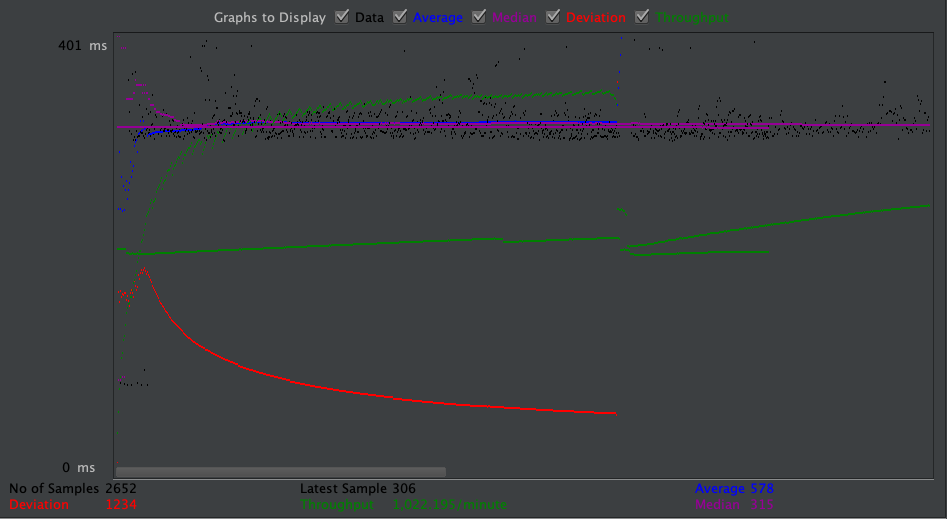 Graphs to Display Data Average Median Deviation Throughput
401 ms
0 ms
No of Samples 2652 Latest Sample 306 Average 578
Deviation 1234 Throughput 1,022.195/minute Median